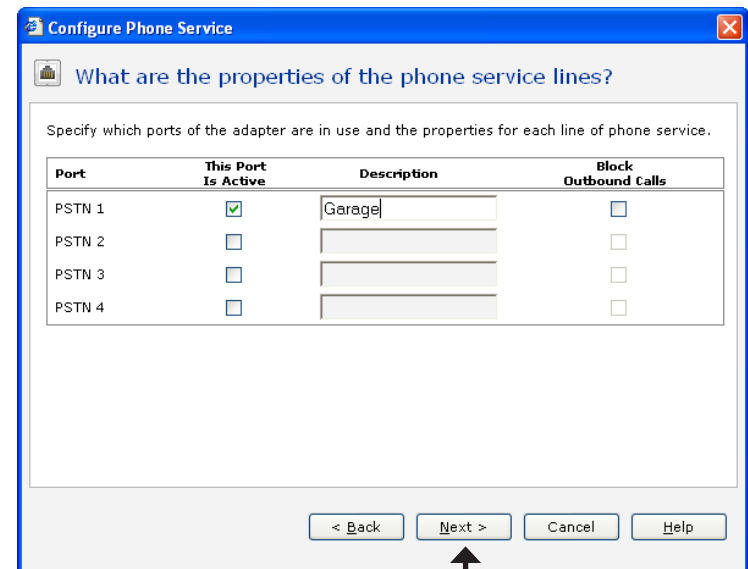 Configure Phone Service
What are the properties of the phone service lines?
Specify which ports of the adapter are in use and the properties for each line of phone service.
Port This Port Is Active Description Block Outbound Calls
PSTN 1 Garage
PSTN 2
PSTN 3
PSTN 4
< Back Next > Cancel Help